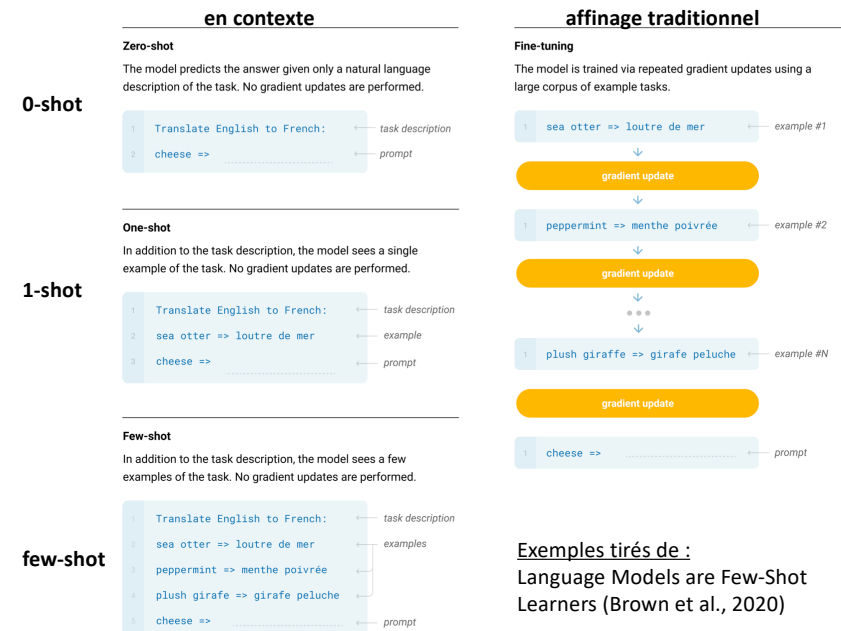 en contexte
Zero-shot
The model predicts the answer given only a natural language
description of the task. No gradient updates are performed.
0-shot
1 Translate English to French: task description
2 cheese => prompt
One-shot
In addition to the task description, the model sees a single
example of the task. No gradient updates are performed.
1-shot
1 Translate English to French: task description
2 sea otter => loutre de mer example
3 cheese => prompt
Few-shot
In addition to the task description, the model sees a few
examples of the task. No gradient updates are performed.
few-shot
1 Translate English to French: task description
2 sea otter => loutre de mer examples
3 peppermint => menthe poivrée
4 plush girafe => girafe peluche
5 cheese => prompt
affinage traditionnel
Fine-tuning
The model is trained via repeated gradient updates using a
large corpus of example tasks.
1 sea otter => loutre de mer example #1
gradient update
1 peppermint => menthe poivrée example #2
gradient update
1 plush giraffe => girafe peluche example #N
gradient update
1 cheese => prompt
Exemples tirés de :
Language Models are Few-Shot
Learners (Brown et al., 2020)